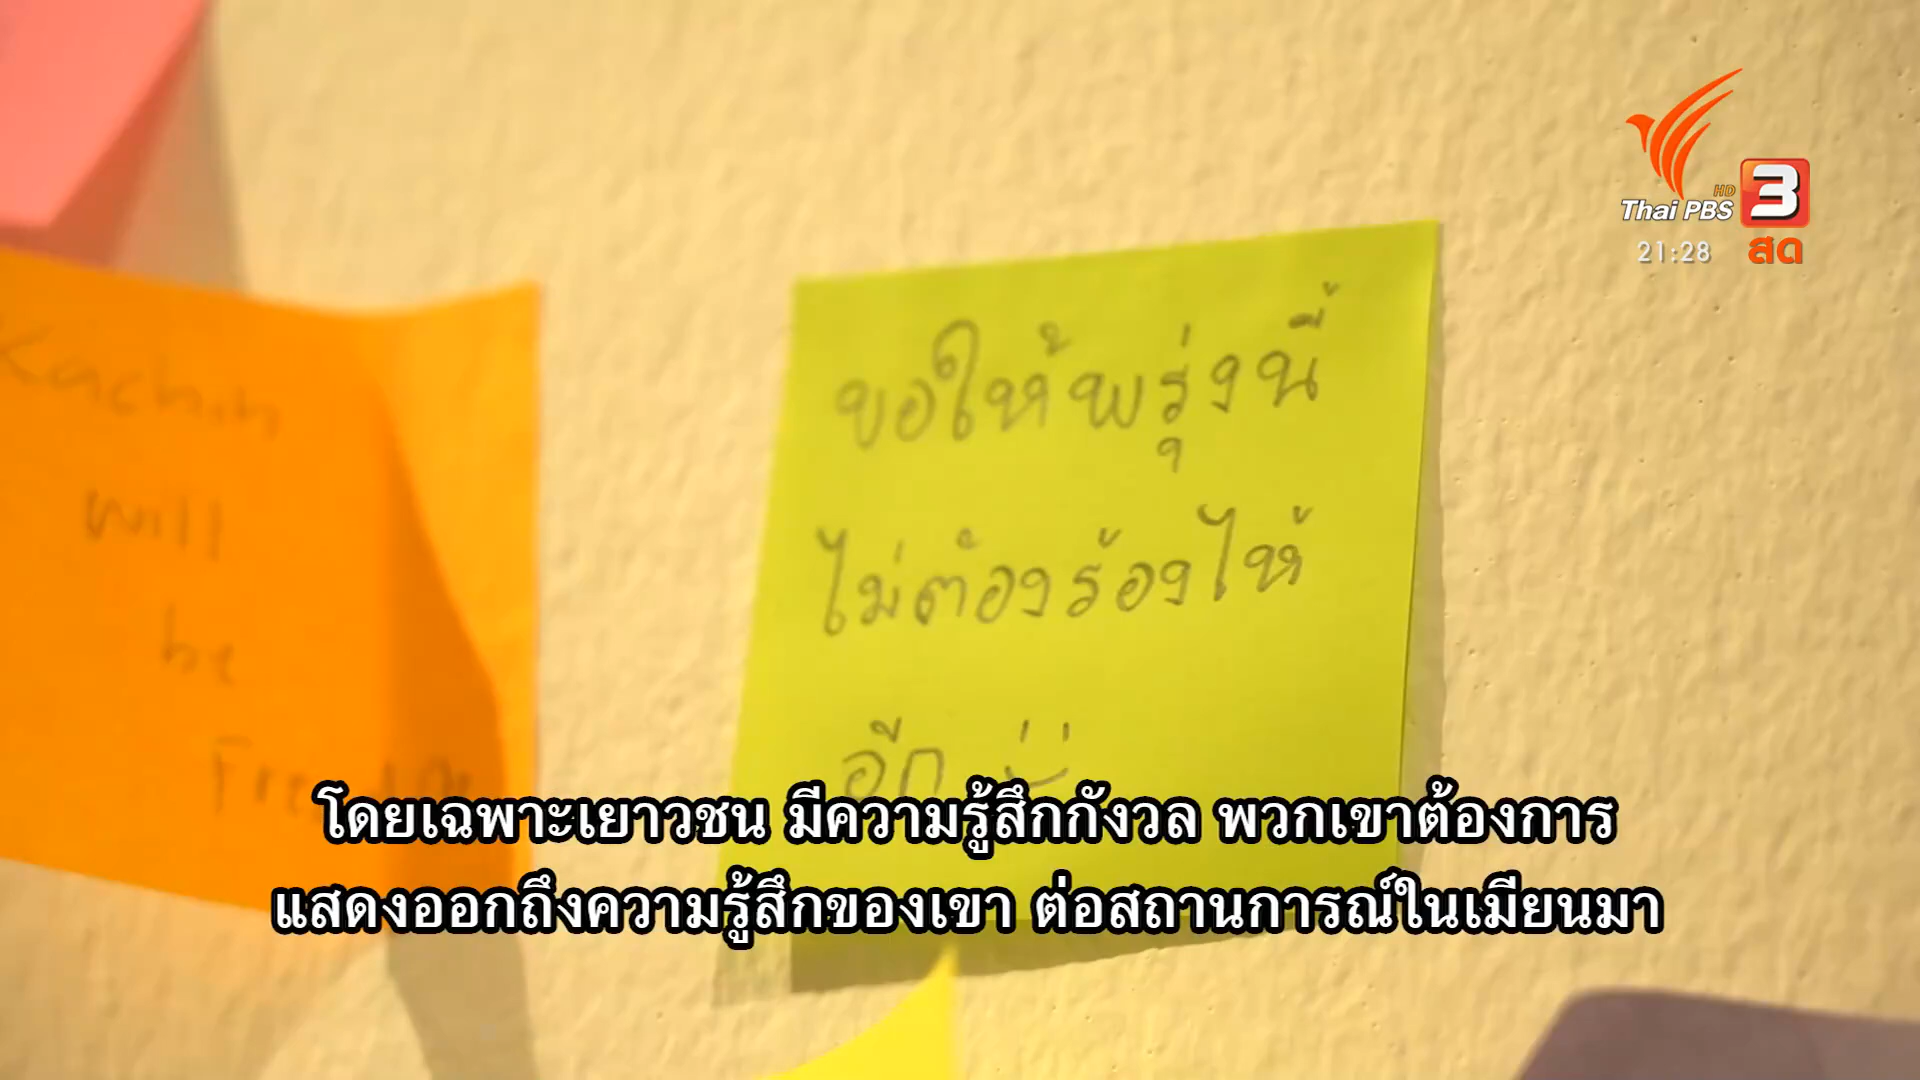 HD
Thai PBS 3
21:28 สด
Kachin
will
be
ขอให้พรุ่งนี้
ไม่ต้องร้องไห้
อีก
โดยเฉพาะเยาวชน มีความรู้สึกกังวล พวกเขาต้องการ
แสดงออกถึงความรู้สึกของเขา ต่อสถานการณ์ในเมียนมา